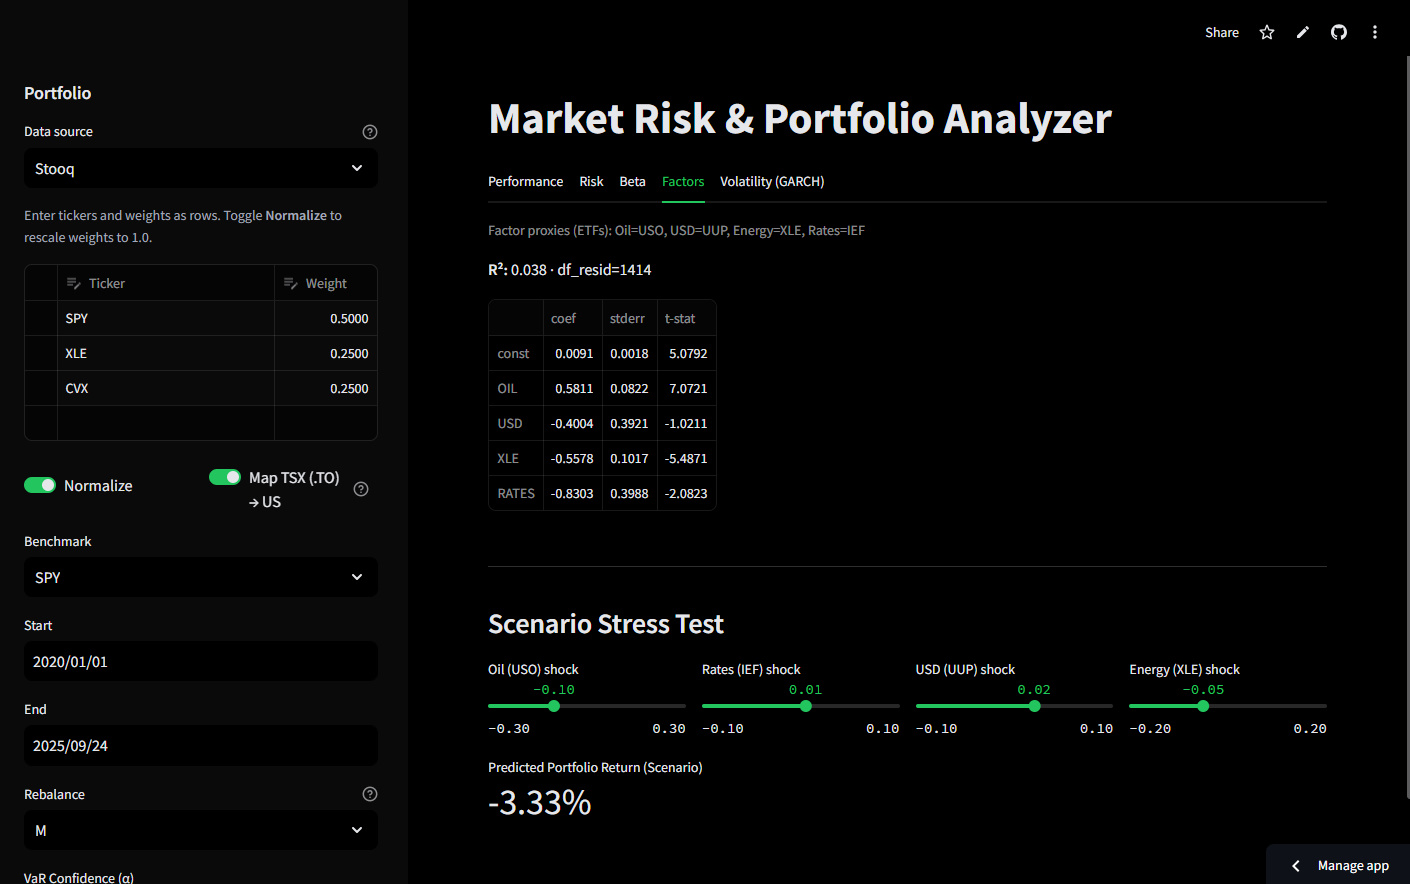 Share
Portfolio
Data source
Stooq
Enter tickers and weights as rows. Toggle Normalize to
rescale weights to 1.0.
Ticker Weight
SPY 0.5000
XLE 0.2500
CVX 0.2500
Normalize
Map TSX (.TO)
→ US
Benchmark
SPY
Start
2020/01/01
End
2025/09/24
Rebalance
M
VaR Confidence (α)
Market Risk & Portfolio Analyzer
Performance Risk Beta Factors Volatility (GARCH)
Factor proxies (ETFs): Oil=USO, USD=UUP, Energy=XLE, Rates=IEF
R²: 0.038 · df_resid=1414
coef stderr t-stat
const 0.0091 0.0018 5.0792
OIL 0.5811 0.0822 7.0721
USD -0.4004 0.3921 -1.0211
XLE -0.5578 0.1017 -5.4871
RATES -0.8303 0.3988 -2.0823
Scenario Stress Test
Oil (USO) shock Rates (IEF) shock USD (UUP) shock Energy (XLE) shock
-0.10 0.01 0.02 -0.05
-0.30 0.30 -0.10 0.10 -0.10 0.10 -0.20 0.20
Predicted Portfolio Return (Scenario)
-3.33%
Manage app